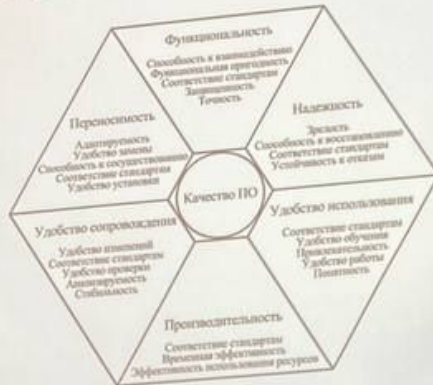 Функциональность
Способность к взаимодействию
Функциональная пригодность
Соответствие стандартам
Защищенность
Точность
Надежность
Зрелость
Способность к восстановлению
Соответствие стандартам
Устойчивость к отказам
Удобство использования
Соответствие стандартам
Удобство обучения
Привлекательность
Удобство работы
Понятность
Производительность
Соответствие стандартам
Временная эффективность
Эффективность использования ресурсов
Удобство сопровождения
Удобство изменений
Соответствие стандартам
Удобство проверки
Анализируемость
Стабильность
Переносимость
Адаптируемость
Удобство замены
Способность к сосуществованию
Соответствие стандартам
Удобство установки
Качество ПО